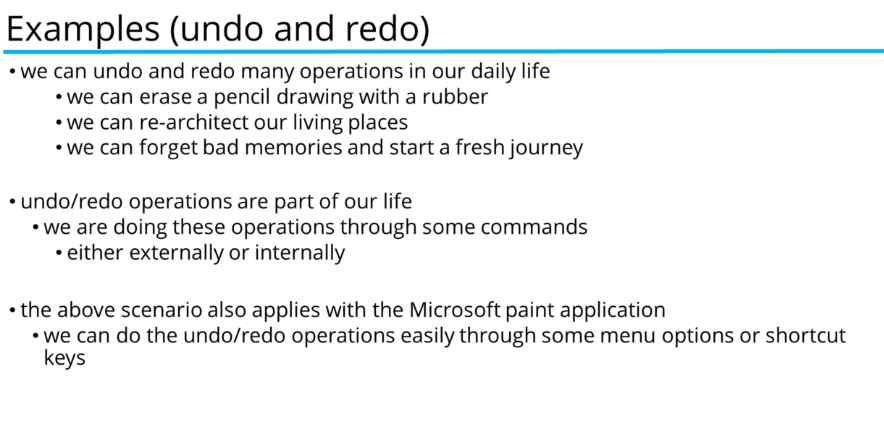 Examples (undo and redo)
• we can undo and redo many operations in our daily life
• we can erase a pencil drawing with a rubber
• we can re-architect our living places
• we can forget bad memories and start a fresh journey
• undo/redo operations are part of our life
• we are doing these operations through some commands
• either externally or internally
• the above scenario also applies with the Microsoft paint application
• we can do the undo/redo operations easily through some menu options or shortcut
keys